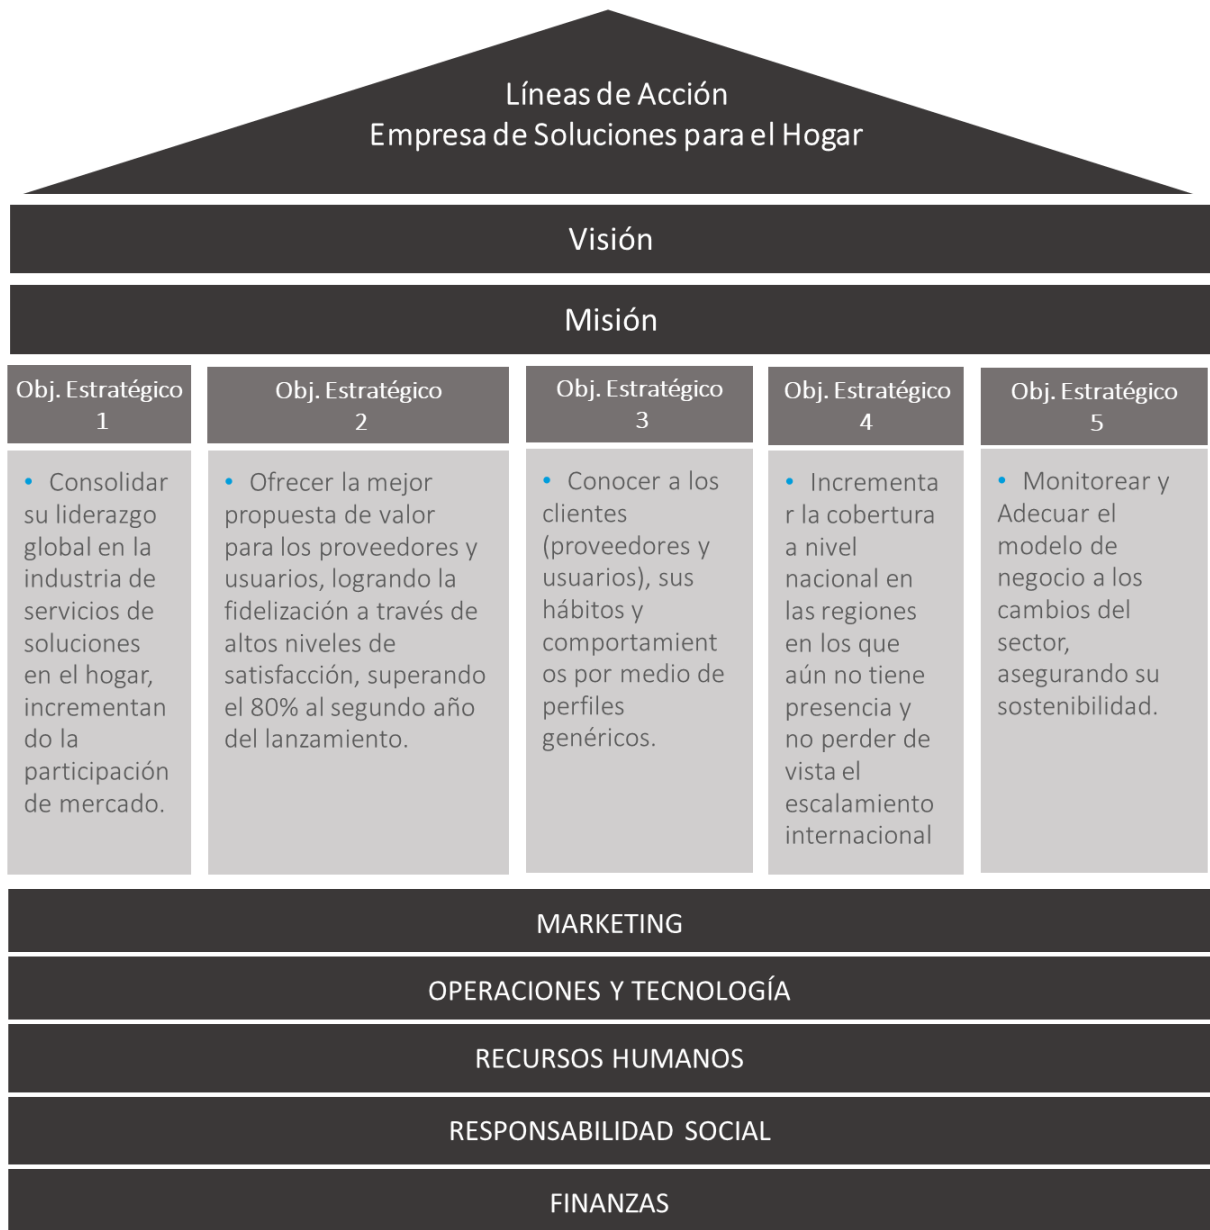 Líneas de Acción
Empresa de Soluciones para el Hogar
Visión
Misión
Obj. Estratégico
1
• Consolidar
su liderazgo
global en la
industria de
servicios de
soluciones
en el hogar,
incrementan
do la
participación
de mercado.
Obj. Estratégico
2
• Ofrecer la mejor
propuesta de valor
para los proveedores y
usuarios, logrando la
fidelización a través de
altos niveles de
satisfacción, superando
el 80% al segundo año
del lanzamiento.
Obj. Estratégico
3
• Conocer a los
clientes
(proveedores y
usuarios), sus
hábitos y
comportamient
os por medio de
perfiles
genéricos.
Obj. Estratégico
4
• Incrementa
r la cobertura
a nivel
nacional en
las regiones
en los que
aún no tiene
presencia y
no perder de
vista el
escalamiento
internacional
Obj. Estratégico
5
• Monitorear y
Adecuar el
modelo de
negocio a los
cambios del
sector,
asegurando su
sostenibilidad.
MARKETING
OPERACIONES Y TECNOLOGÍA
RECURSOS HUMANOS
RESPONSABILIDAD SOCIAL
FINANZAS